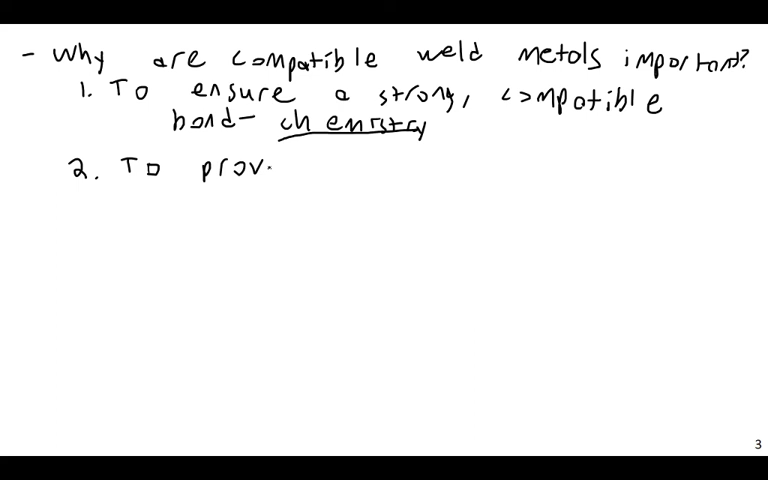 - Why are compatible weld metals important?
1. To ensure a strong, compatible
bond- chemistry
2. To prov
3